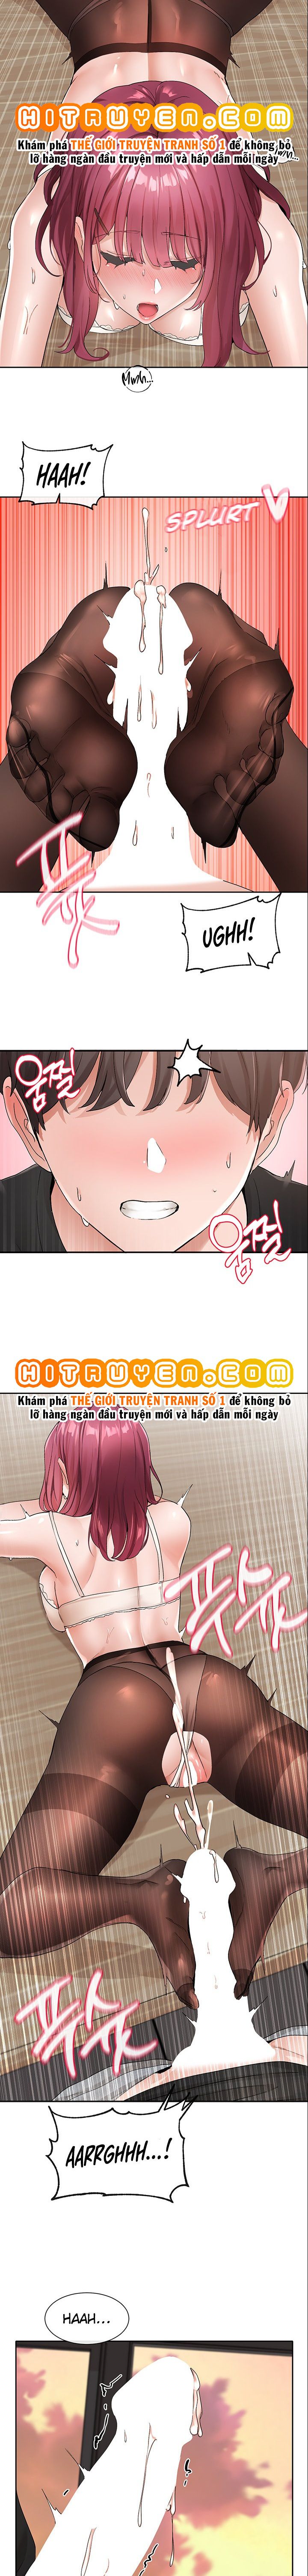 HITRUYEN.COM
Khám phá THẾ GIỚI TRUYỆN TRANH SỐ 1 để không bỏ
lỡ hàng ngàn đầu truyện mới và hấp dẫn mỗi ngày
MWH...
HAAH!
SPLURT
푸슛
UGHH!
움찔
움찔
HITRUYEN.COM
Khám phá THẾ GIỚI TRUYỆN TRANH SỐ 1 để không bỏ
lỡ hàng ngàn đầu truyện mới và hấp dẫn mỗi ngày
푸슈
푸슈
AARRGHHH...!
HAAH...